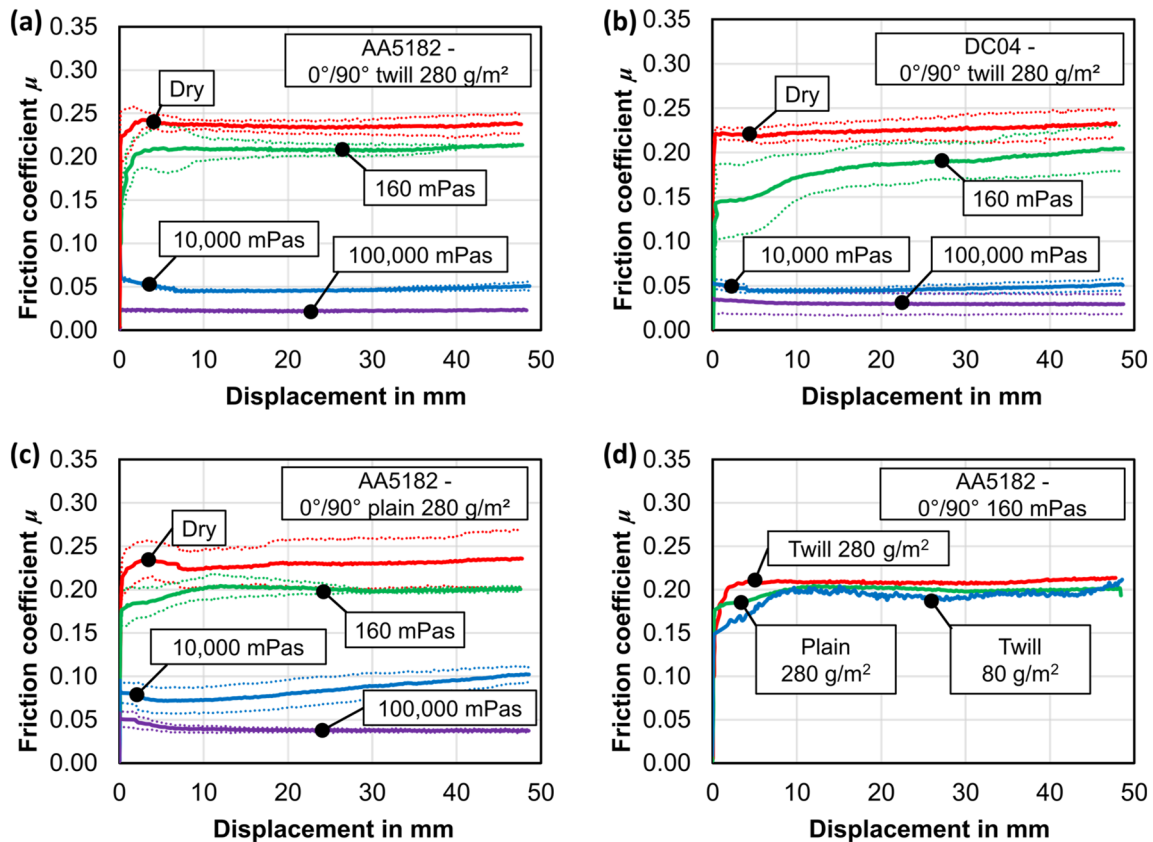 (a)
0.35
0.30
0.25
0.20
0.15
0.10
0.05
0.00
Friction coefficient μ
AA5182 -
0°/90° twill 280 g/m²
Dry
160 mPas
10,000 mPas
100,000 mPas
0 10 20 30 40 50
Displacement in mm
(b)
0.35
0.30
0.25
0.20
0.15
0.10
0.05
0.00
Friction coefficient μ
DC04 -
0°/90° twill 280 g/m²
Dry
160 mPas
10,000 mPas
100,000 mPas
0 10 20 30 40 50
Displacement in mm
(c)
0.35
0.30
0.25
0.20
0.15
0.10
0.05
0.00
Friction coefficient μ
AA5182 -
0°/90° plain 280 g/m²
Dry
160 mPas
10,000 mPas
100,000 mPas
0 10 20 30 40 50
Displacement in mm
(d)
0.35
0.30
0.25
0.20
0.15
0.10
0.05
0.00
Friction coefficient μ
AA5182 -
0°/90° 160 mPas
Twill 280 g/m²
Plain
280 g/m²
Twill
80 g/m²
0 10 20 30 40 50
Displacement in mm